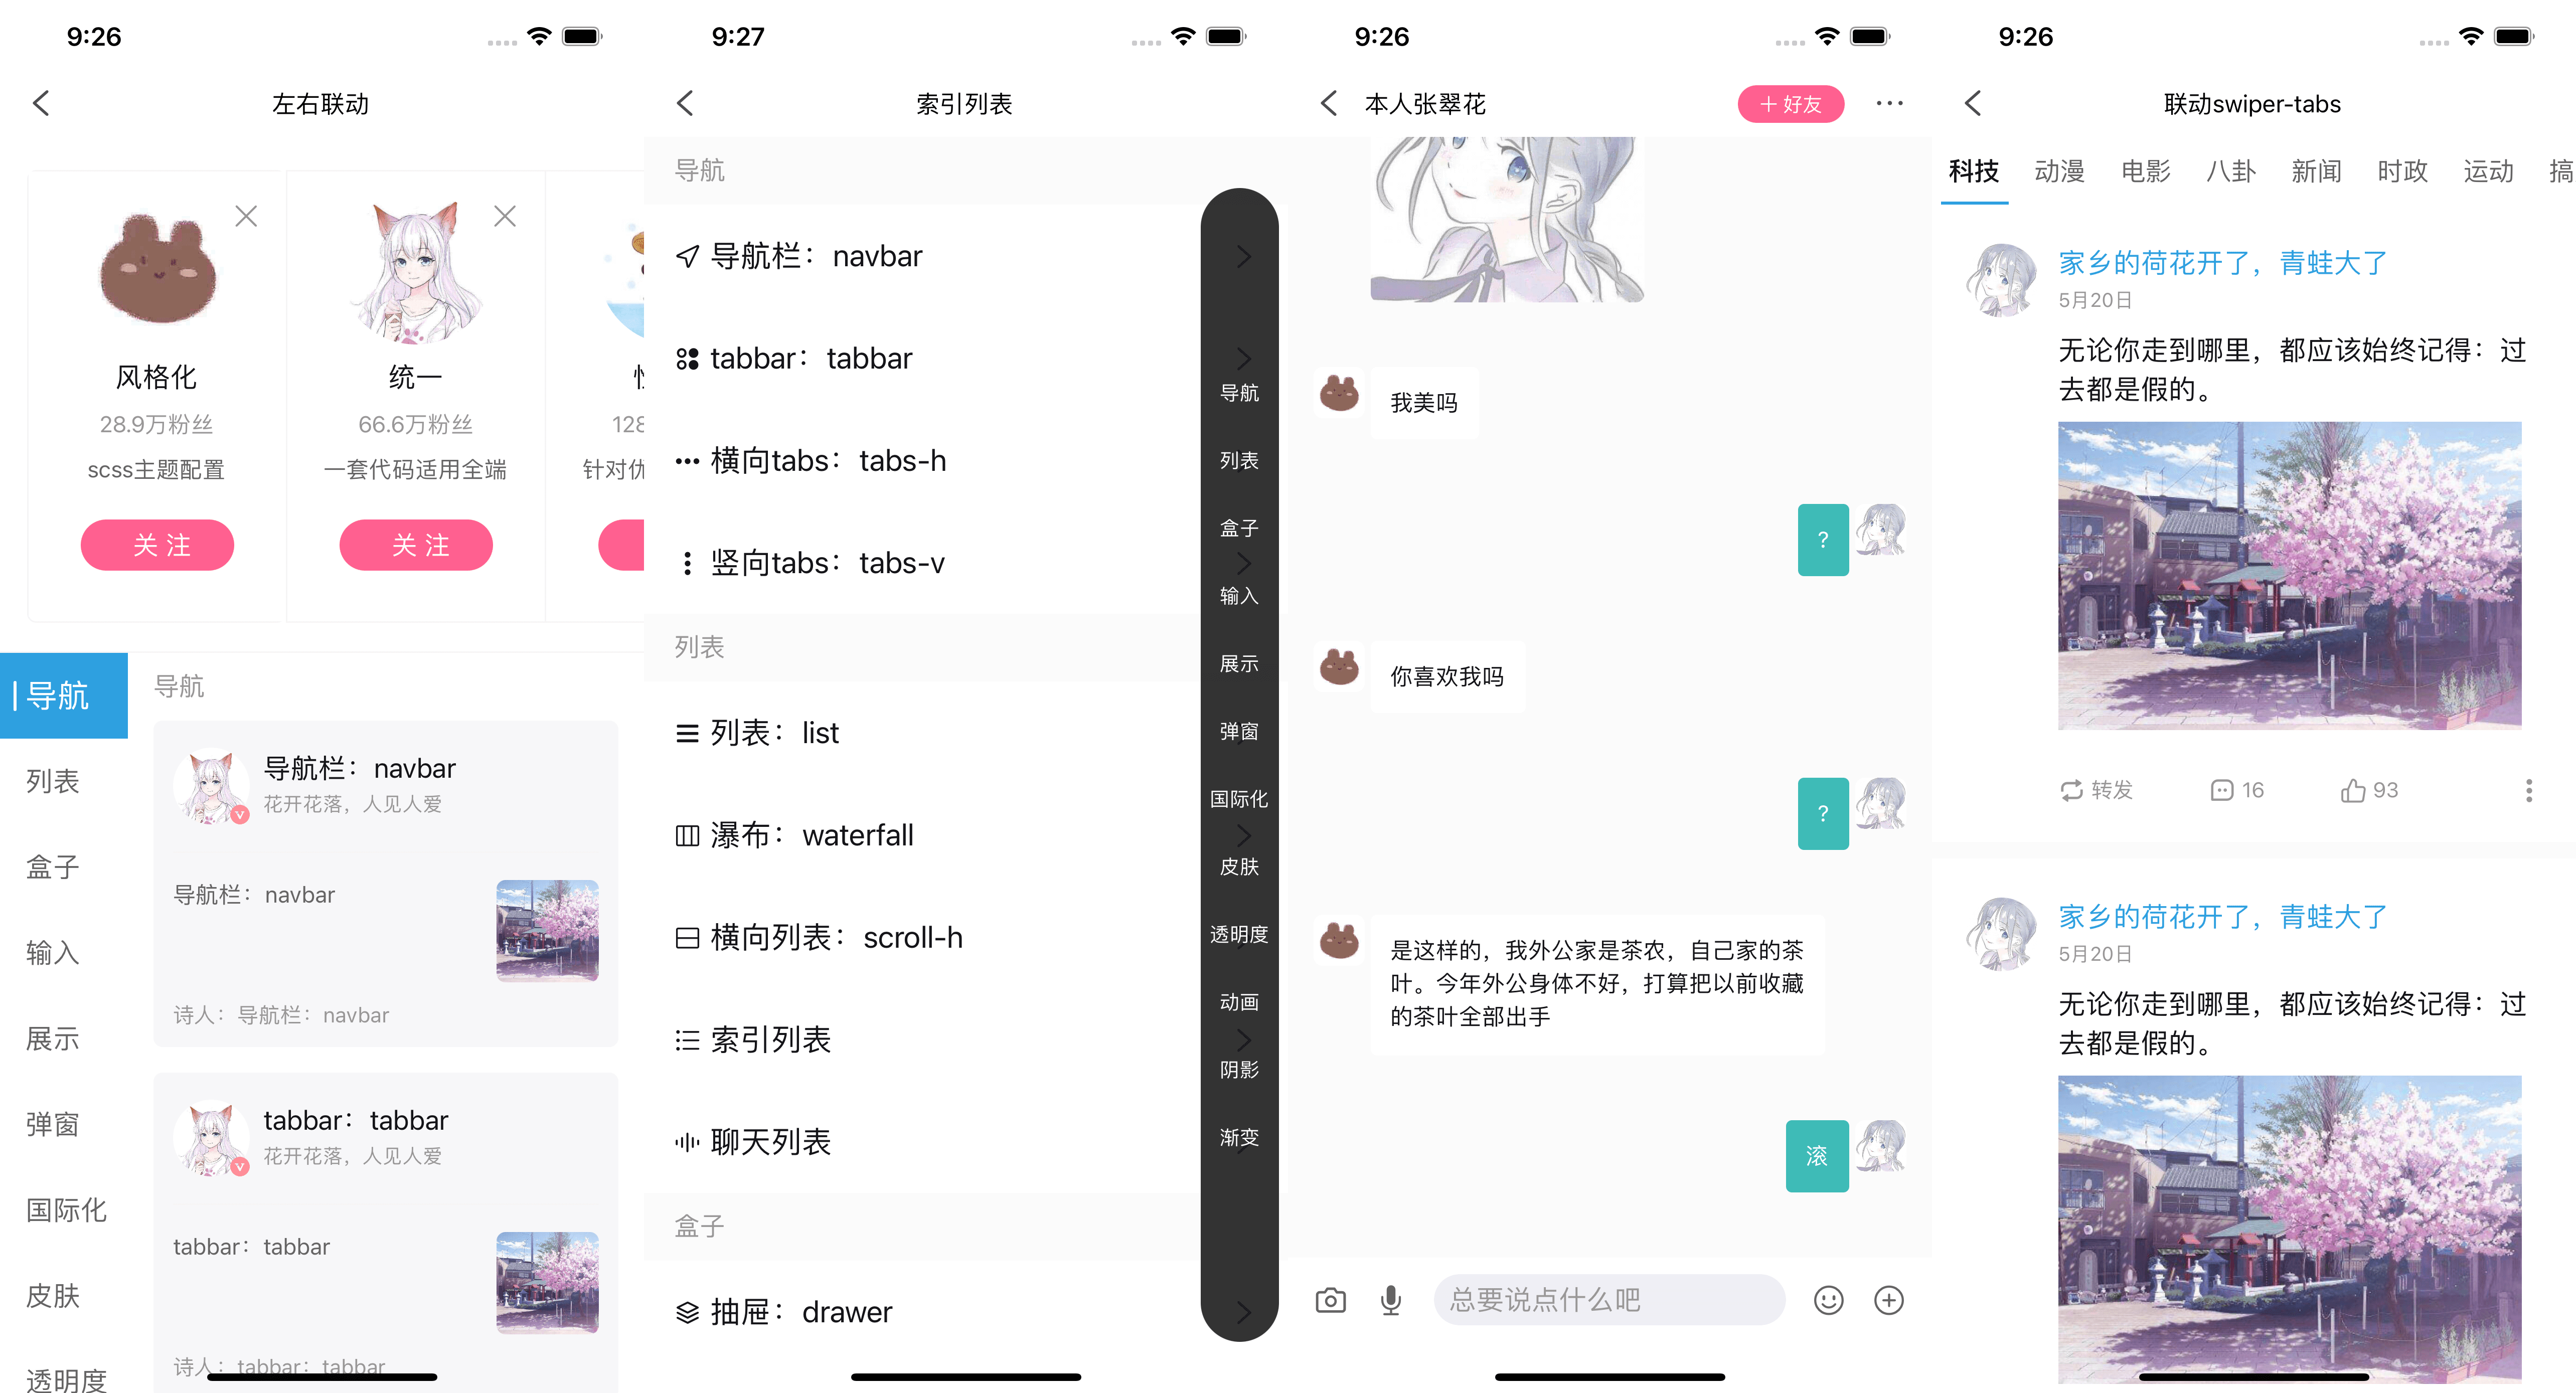 9:26
左右联动
风格化
28.9万粉丝
scss主题配置
关 注
统一
66.6万粉丝
一套代码适用全端
关 注
128
针对优
导航
列表
盒子
输入
展示
弹窗
国际化
皮肤
透明度
导航
导航栏：navbar
花开花落，人见人爱
导航栏：navbar
诗人：导航栏：navbar
tabbar：tabbar
花开花落，人见人爱
tabbar：tabbar
诗人：tabbar：tabbar
9:27
索引列表
导航
导航栏：navbar
tabbar：tabbar
横向tabs：tabs-h
竖向tabs：tabs-v
列表
列表：list
瀑布：waterfall
横向列表：scroll-h
索引列表
聊天列表
盒子
抽屉：drawer
导航
列表
盒子
输入
展示
弹窗
国际化
皮肤
透明度
动画
阴影
渐变
9:26
本人张翠花
＋好友
我美吗
?
你喜欢我吗
?
是这样的，我外公家是茶农，自己家的茶
叶。今年外公身体不好，打算把以前收藏
的茶叶全部出手
滚
总要说点什么吧
9:26
联动swiper-tabs
科技 动漫 电影 八卦 新闻 时政 运动 搞
家乡的荷花开了，青蛙大了
5月20日
无论你走到哪里，都应该始终记得：过
去都是假的。
转发 16 93
家乡的荷花开了，青蛙大了
5月20日
无论你走到哪里，都应该始终记得：过
去都是假的。